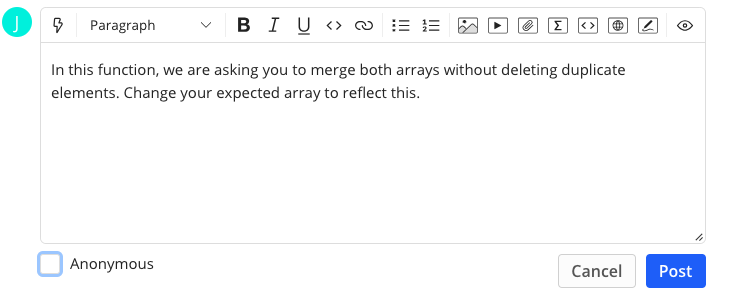 J
Paragraph B I U
In this function, we are asking you to merge both arrays without deleting duplicate
elements. Change your expected array to reflect this.
Anonymous
Cancel Post